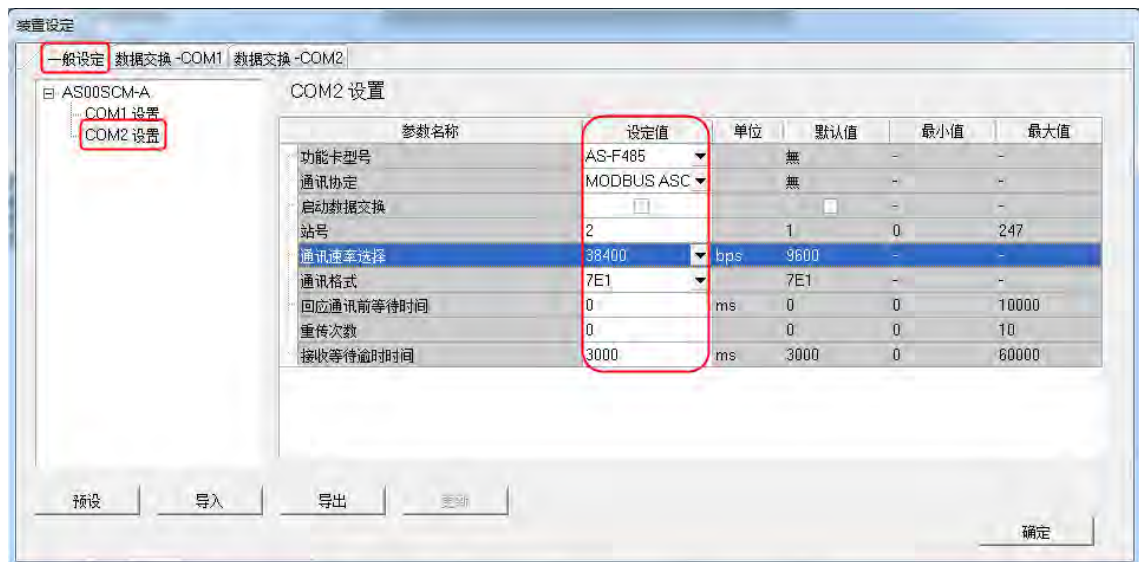 装置设定
一般设定 数据交换 -COM1 数据交换 -COM2
AS00SCM-A
COM1 设置
COM2 设置
COM2 设置
参数名称 设定值 单位 默认值 最小值 最大值
功能卡型号 AS-F485 無 - -
通讯协定 MODBUS ASC 無 - -
启动数据交换 - -
站号 2 1 0 247
通讯速率选择 38400 bps 9600 - -
通讯格式 7E1 7E1 - -
回应通讯前等待时间 0 ms 0 0 10000
重传次数 0 0 0 10
接收等待逾时时间 3000 ms 3000 0 60000
预设 导入 导出 更新
确定